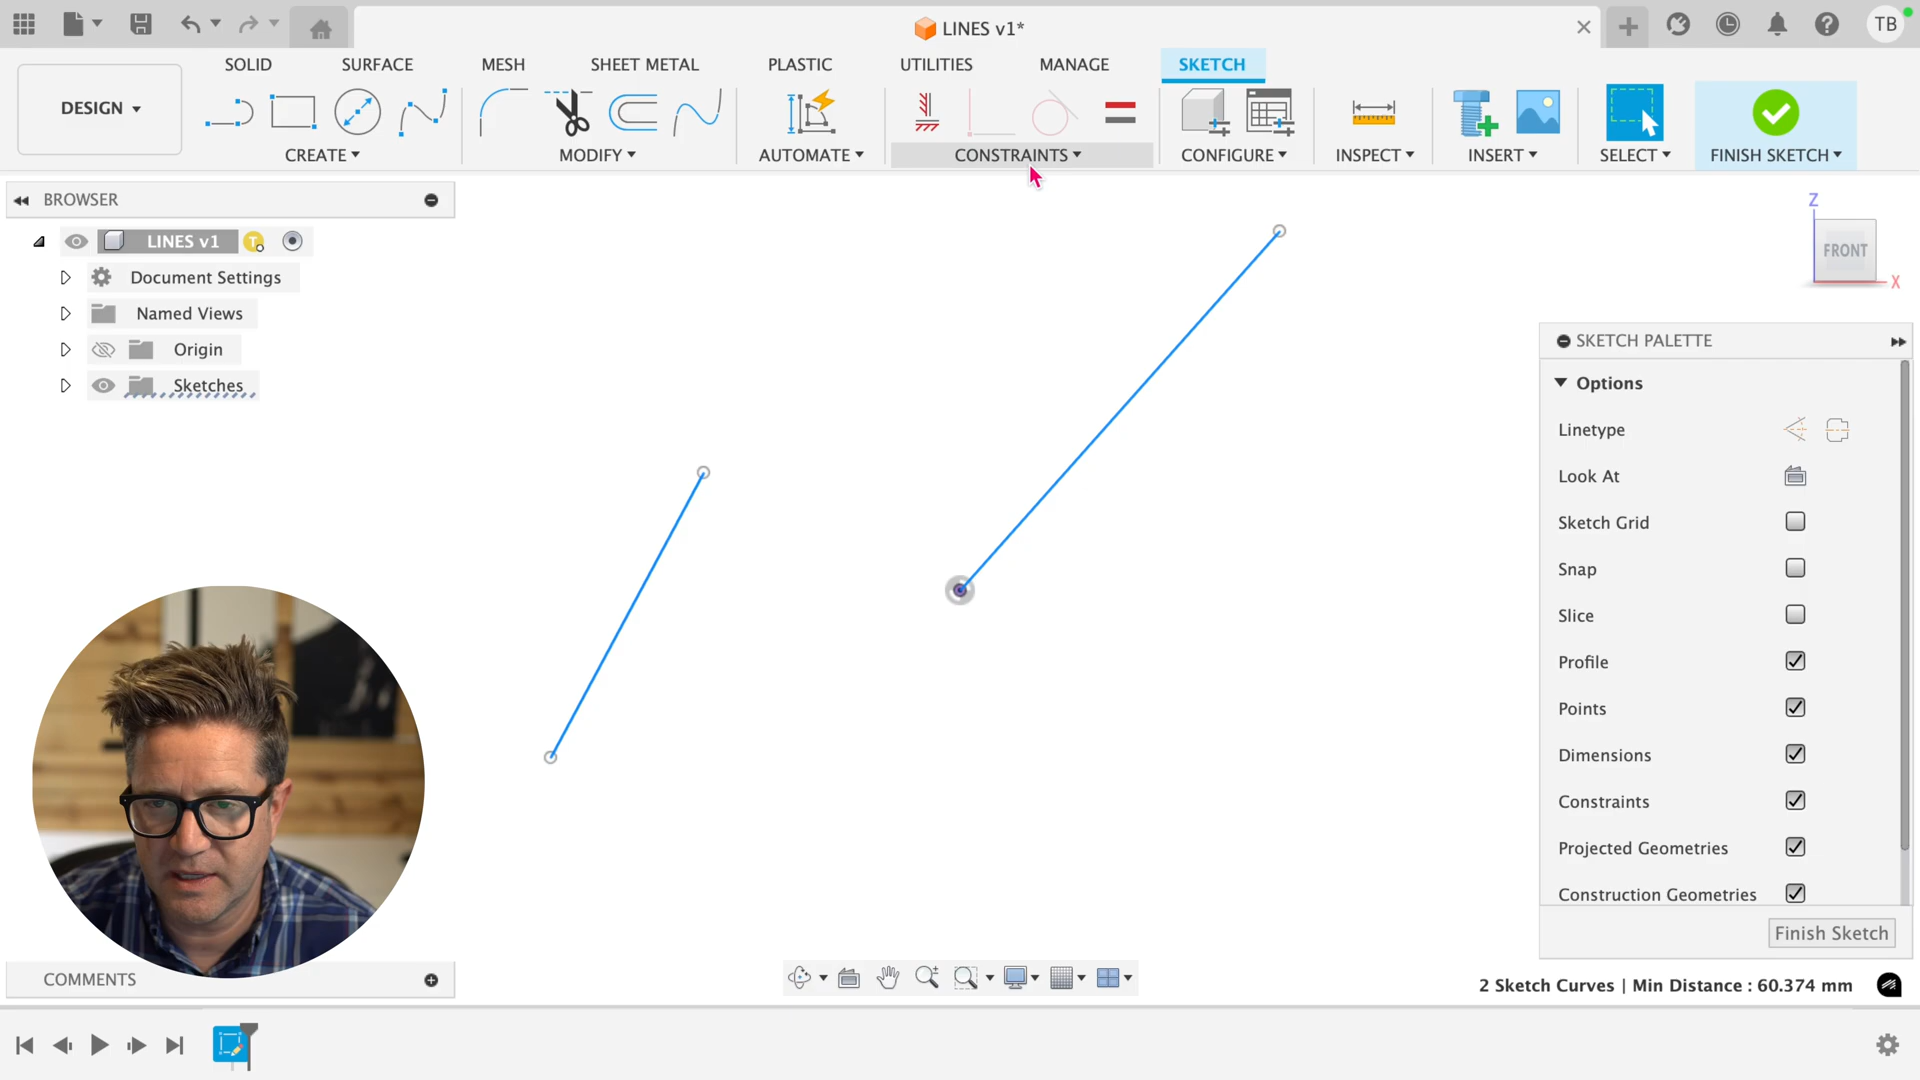 LINES v1*
TB
DESIGN
SOLID
SURFACE
MESH
SHEET METAL
PLASTIC
UTILITIES
MANAGE
SKETCH
CREATE
MODIFY
AUTOMATE
CONSTRAINTS
CONFIGURE
INSPECT
INSERT
SELECT
FINISH SKETCH
BROWSER
LINES v1
Document Settings
Named Views
Origin
Sketches
Z
FRONT
X
SKETCH PALETTE
Options
Linetype
Look At
Sketch Grid
Snap
Slice
Profile
Points
Dimensions
Constraints
Projected Geometries
Construction Geometries
Finish Sketch
COMMENTS
2 Sketch Curves | Min Distance : 60.374 mm